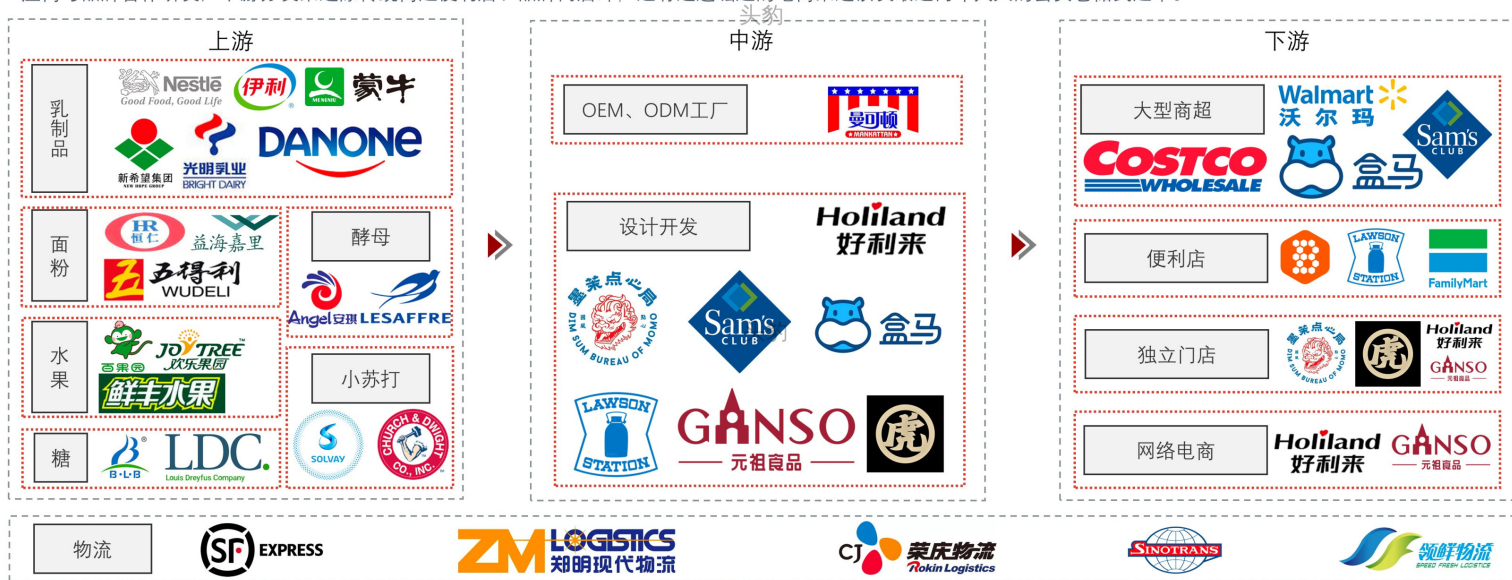 头豹
上游
中游
下游
乳制品
Nestlé
Good Food, Good Life
伊利
MENGNIU
蒙牛
新希望集团
NEW HOPE GROUP
光明乳业
BRIGHT DAIRY
DANONE
面粉
HR
恒仁
益海嘉里
五得利
WUDELI
酵母
Angel安琪
LESAFFRE
水果
百果园
JOYTREE™
欢乐果园
鲜丰水果
小苏打
SOLVAY
CHURCH & DWIGHT
CO., INC.
糖
B·L·B
LDC.
Louis Dreyfus Company
OEM、ODM工厂
曼可顿
MANHATTAN
设计开发
Holiland
好利来
墨茉点心局
DIM SUM BUREAU OF MOMO
Sam's
CLUB
盒马
LAWSON
STATION
GANSO
元祖食品
虎
大型商超
Walmart
沃尔玛
Sam's
CLUB
COSTCO
WHOLESALE
盒马
便利店
LAWSON
STATION
FamilyMart
独立门店
墨茉点心局
DIM SUM BUREAU OF MOMO
虎
Holiland
好利来
GANSO
元祖食品
网络电商
Holiland
好利来
GANSO
元祖食品
物流
SF EXPRESS
ZM LOGISTICS
郑明现代物流
CJ 荣庆物流
Rokin Logistics
SINOTRANS
领鲜物流
SPEED FRESH LOGISTICS